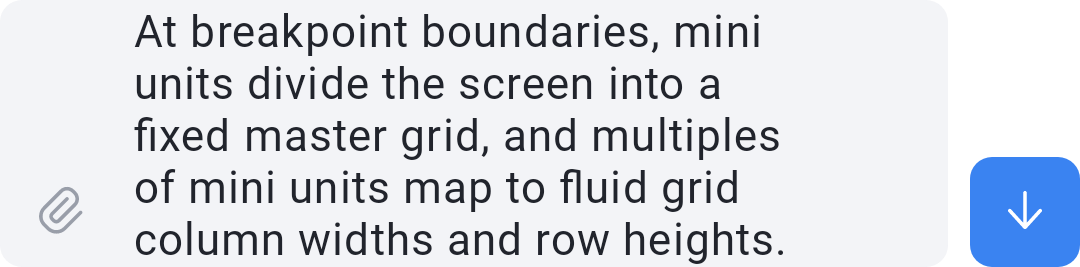 At breakpoint boundaries, mini
units divide the screen into a
fixed master grid, and multiples
of mini units map to fluid grid
column widths and row heights.